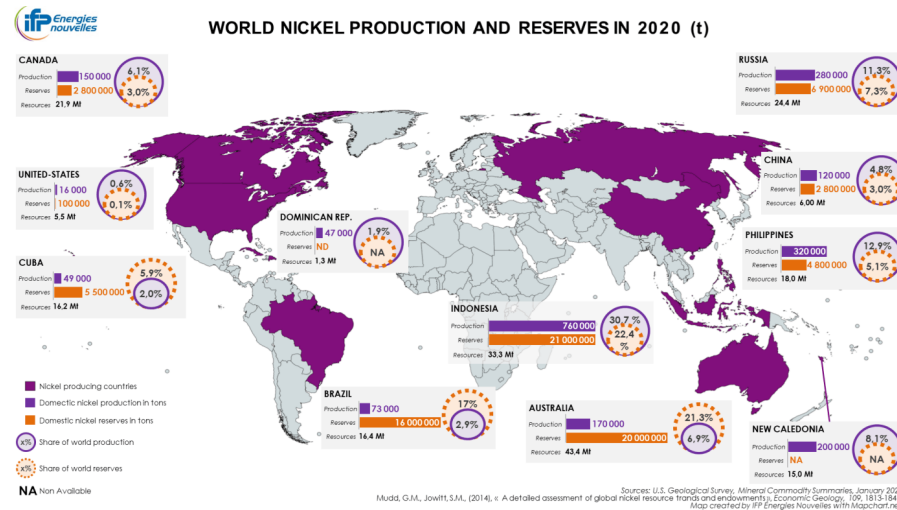 ifp Energies
nouvelles
WORLD NICKEL PRODUCTION AND RESERVES IN 2020 (t)
CANADA
Production 150 000
Reserves 2 800 000
Resources 21,9 Mt
6,1%
3,0%
RUSSIA
Production 280 000
Reserves 6 900 000
Resources 24,4 Mt
11,3%
7,3%
UNITED-STATES
Production 16 000
Reserves 100 000
Resources 5,5 Mt
0,6%
0,1%
CHINA
Production 120 000
Reserves 2 800 000
Resources 6,00 Mt
4,8%
3,0%
DOMINICAN REP.
Production 47 000
Reserves ND
Resources 1,3 Mt
1,9%
NA
PHILIPPINES
Production 320 000
Reserves 4 800 000
Resources 18,0 Mt
12,9%
5,1%
CUBA
Production 49 000
Reserves 5 500 000
Resources 16,2 Mt
5,9%
2,0%
INDONESIA
Production 760 000
Reserves 21 000 000
Resources 33,3 Mt
30,7 %
22,4
%
BRAZIL
Production 73 000
Reserves 16 000 000
Resources 16,4 Mt
17%
2,9%
AUSTRALIA
Production 170 000
Reserves 20 000 000
Resources 43,4 Mt
21,3%
6,9%
NEW CALEDONIA
Production 200 000
Reserves NA
Resources 15,0 Mt
8,1%
NA
Nickel producing countries
Domestic nickel production in tons
Domestic nickel reserves in tons
x% Share of world production
x% Share of world reserves
NA Non Available
Sources: U.S. Geological Survey, Mineral Commodity Summaries, January 202
Mudd, G.M., Jowitt, S.M., (2014), « A detailed assessment of global nickel resource trends and endowments », Economic Geology, 109, 1813-184
Map created by IFP Energies Nouvelles with Mapchart.ne